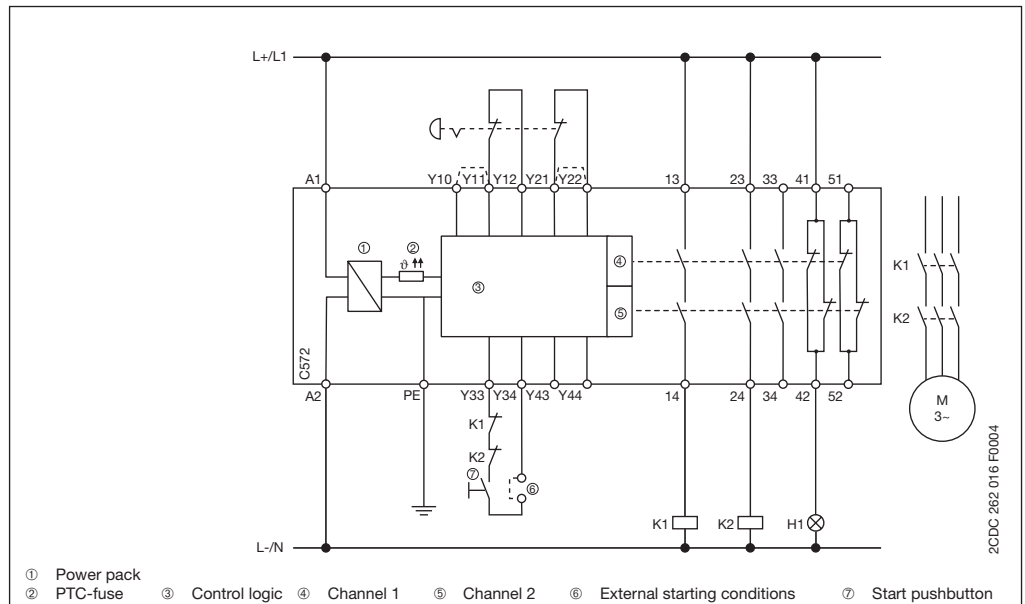 L+/L1
A1 Y10 Y11 Y12 Y21 Y22 13 23 33 41 51
① ②
ϑ
③ ④
⑤
K1
K2
C572
A2 PE Y33 Y34 Y43 Y44 14 24 34 42 52
M
3~
K1
K2
⑦ ⑥
K1 K2 H1
L-/N
2CDC 262 016 F0004
① Power pack
② PTC-fuse ③ Control logic ④ Channel 1 ⑤ Channel 2 ⑥ External starting conditions ⑦ Start pushbutton